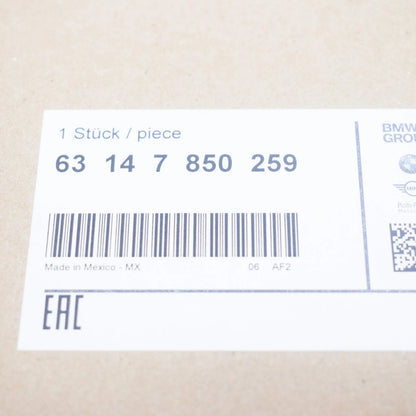 1 Stück / piece
63 14 7 850 259
Made in Mexico - MX 06 AF2
EAC
BMW
GROU